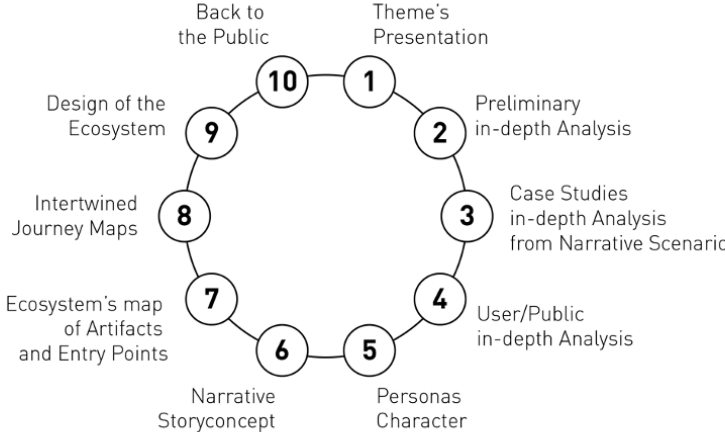 Back to
the Public
10
Theme's
Presentation
1
Preliminary
in-depth Analysis
2
Case Studies
in-depth Analysis
from Narrative Scenario
3
User/Public
in-depth Analysis
4
Personas
Character
5
Narrative
Storyconcept
6
Ecosystem's map
of Artifacts
and Entry Points
7
Intertwined
Journey Maps
8
Design of the
Ecosystem
9